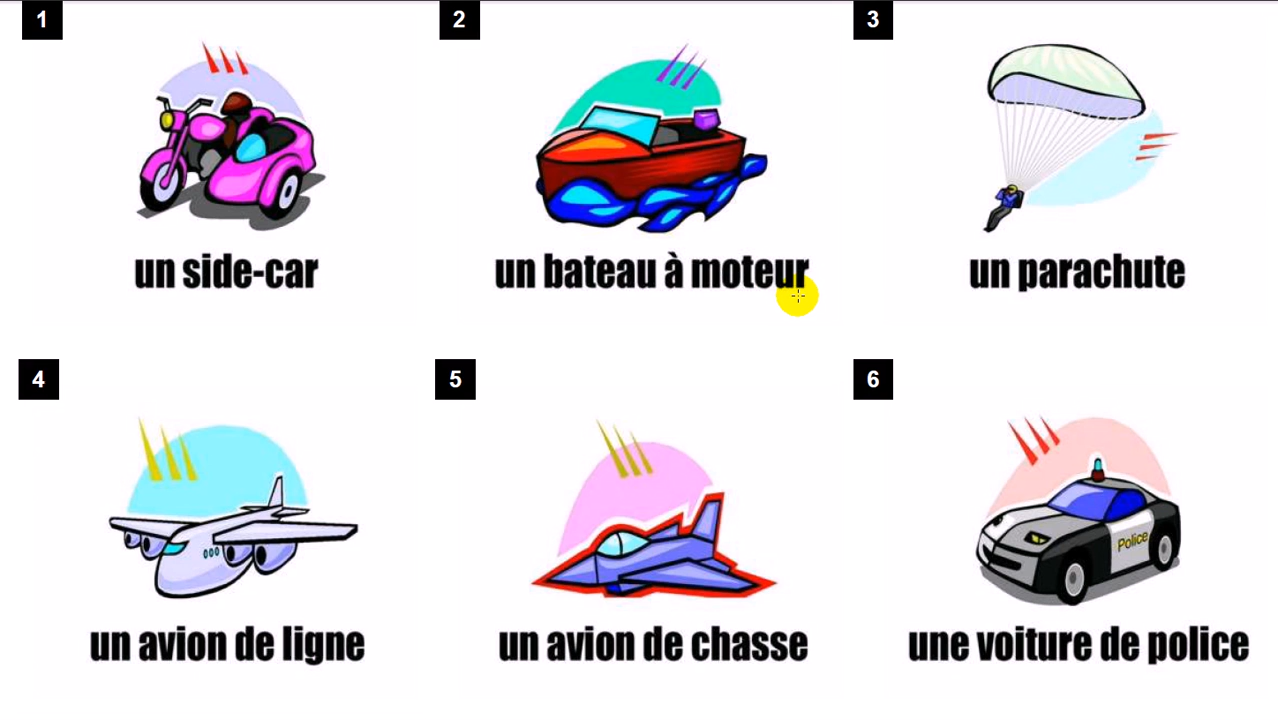 1
2
3
un side-car
un bateau à moteur
un parachute
4
5
6
Police
un avion de ligne
un avion de chasse
une voiture de police